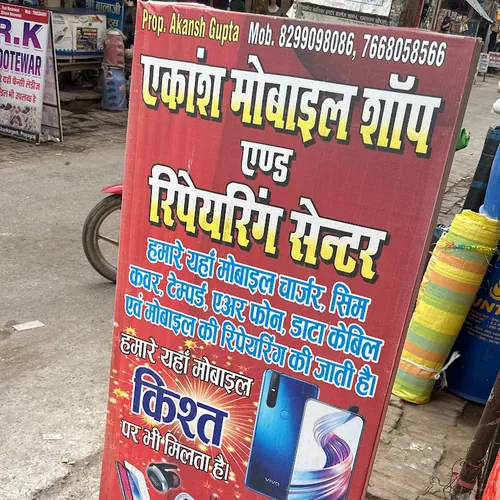 Prop. Akansh Gupta Mob. 8299098086, 7668058566
एकांश मोबाइल शॉप
एण्ड
रिपेयरिंग सेन्टर
हमारे यहाँ मोबाइल चार्जर, सिम
कवर, टेम्पर्ड, एअर फोन, डाटा केबिल
एवं मोबाइल की रिपेयरिंग की जाती है।
हमारे यहाँ मोबाइल
किश्त
पर भी मिलता है।
vivo
R.K
OOTEWAR